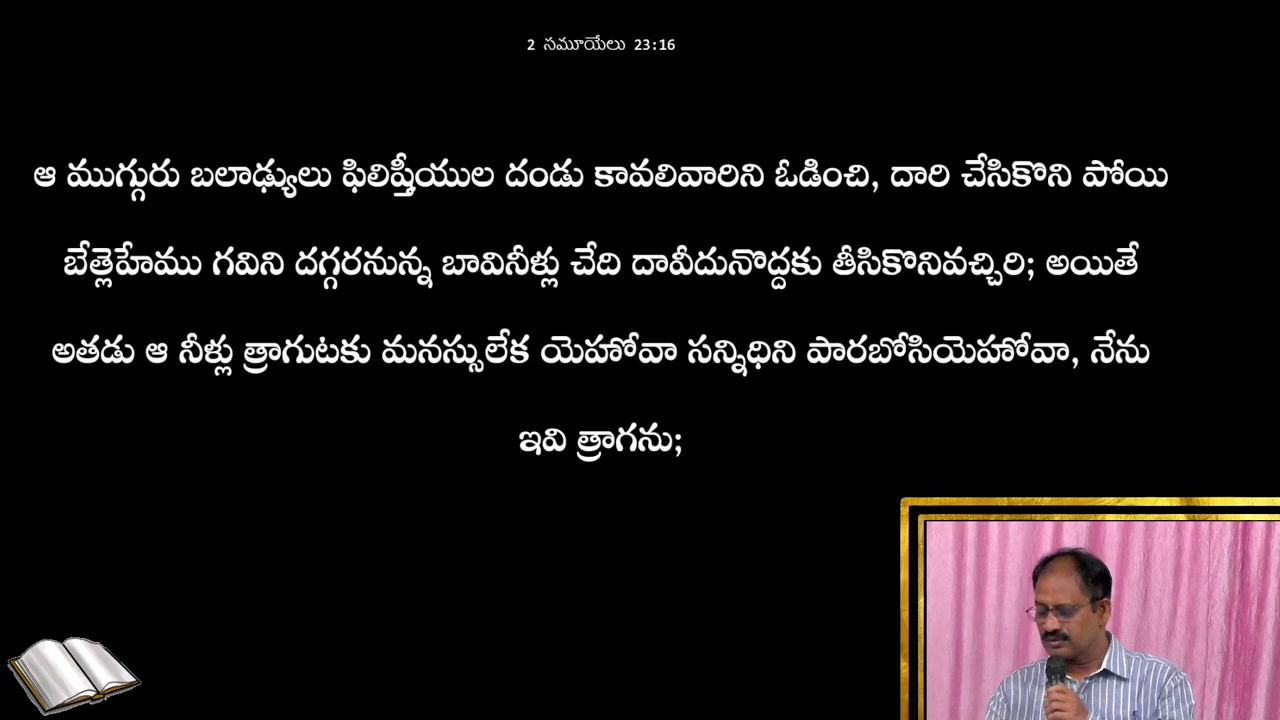 2 సమూయేలు 23:16
ఆ ముగ్గురు బలాఢ్యులు ఫిలిష్తీయుల దండు కావలివారిని ఓడించి, దారి చేసికొని పోయి
బేత్లెహేము గవిని దగ్గరనున్న బావినీళ్లు చేది దావీదునొద్దకు తీసికొనివచ్చిరి; అయితే
అతడు ఆ నీళ్లు త్రాగుటకు మనస్సులేక యెహోవా సన్నిధిని పారబోసియెహోవా, నేను
ఇవి త్రాగను;